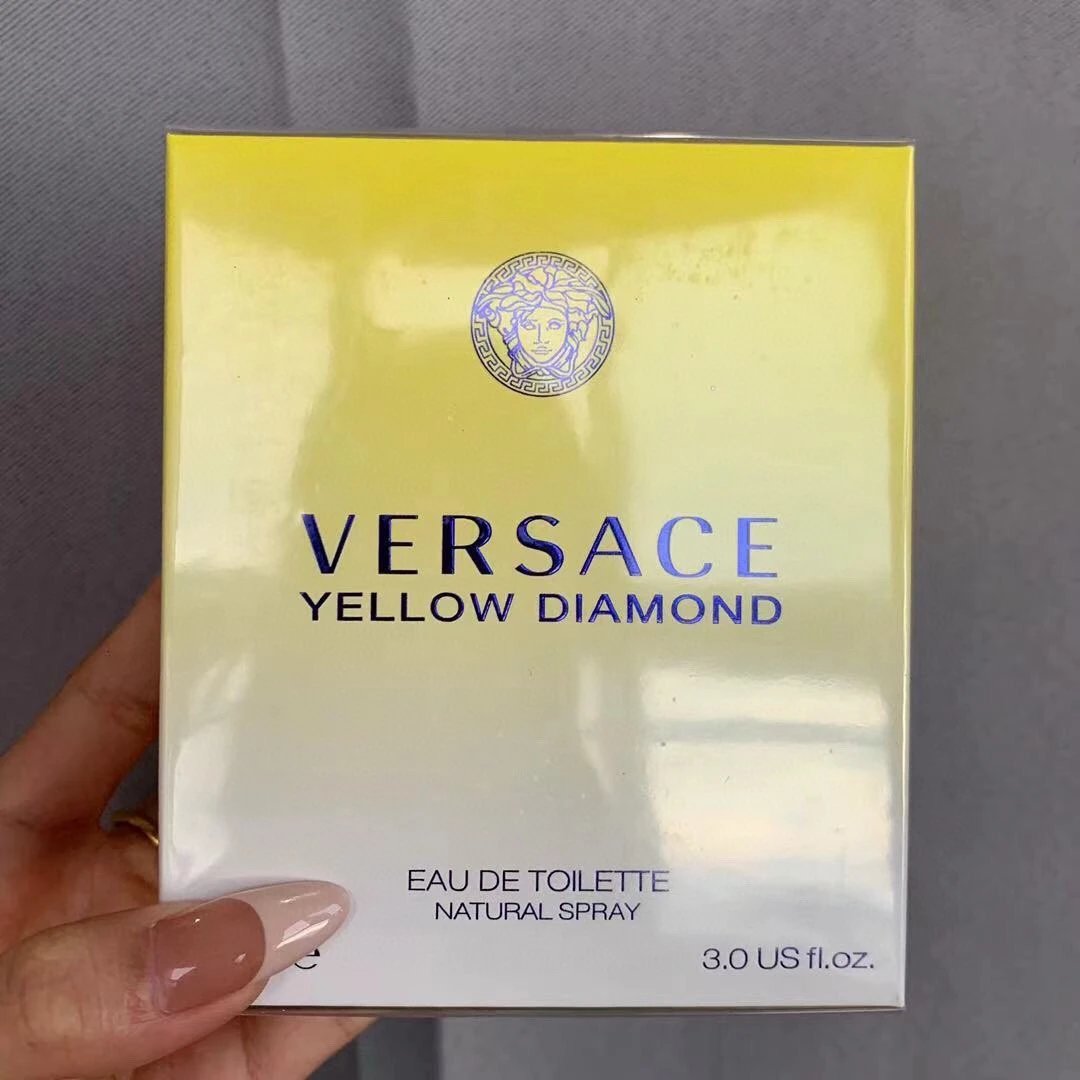 VERSACE
YELLOW DIAMOND
EAU DE TOILETTE
NATURAL SPRAY
e
3.0 US fl.oz.